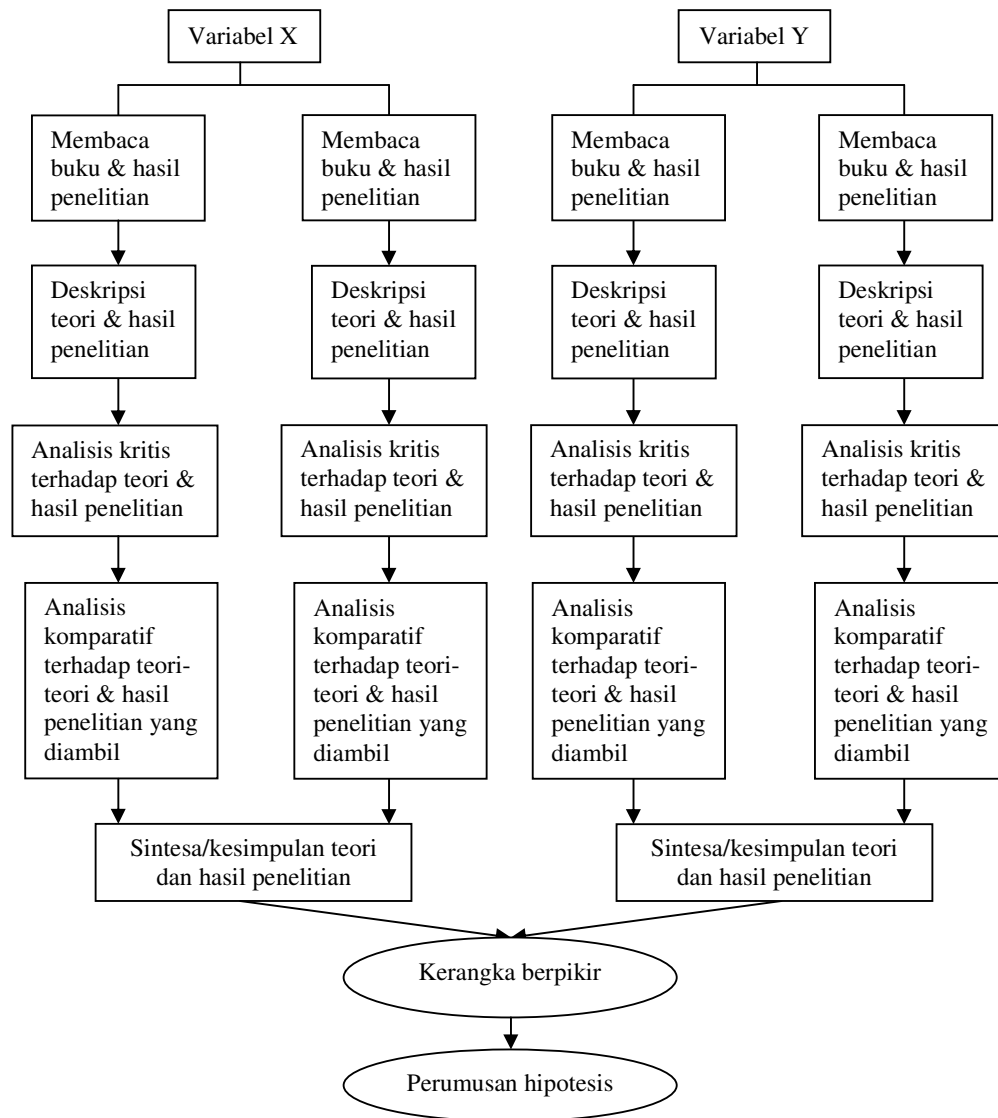 Variabel X
Variabel Y
Membaca
buku & hasil
penelitian
Membaca
buku & hasil
penelitian
Membaca
buku & hasil
penelitian
Membaca
buku & hasil
penelitian
Deskripsi
teori & hasil
penelitian
Deskripsi
teori & hasil
penelitian
Deskripsi
teori & hasil
penelitian
Deskripsi
teori & hasil
penelitian
Analisis kritis
terhadap teori &
hasil penelitian
Analisis kritis
terhadap teori &
hasil penelitian
Analisis kritis
terhadap teori &
hasil penelitian
Analisis kritis
terhadap teori &
hasil penelitian
Analisis
komparatif
terhadap teori-
teori & hasil
penelitian yang
diambil
Analisis
komparatif
terhadap teori-
teori & hasil
penelitian yang
diambil
Analisis
komparatif
terhadap teori-
teori & hasil
penelitian yang
diambil
Analisis
komparatif
terhadap teori-
teori & hasil
penelitian yang
diambil
Sintesa/kesimpulan teori
dan hasil penelitian
Sintesa/kesimpulan teori
dan hasil penelitian
Kerangka berpikir
Perumusan hipotesis